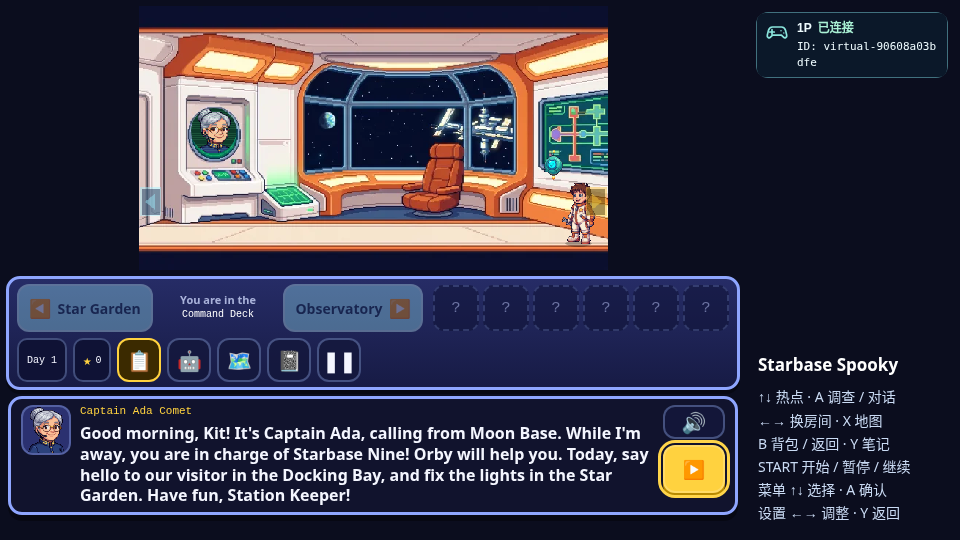 1P 已连接
ID: virtual-90608a03b
dfe
Star Garden
You are in the
Command Deck
Observatory
? ? ? ? ? ?
Day 1
★ 0
Captain Ada Comet
Good morning, Kit! It's Captain Ada, calling from Moon Base. While I'm
away, you are in charge of Starbase Nine! Orby will help you. Today, say
hello to our visitor in the Docking Bay, and fix the lights in the Star
Garden. Have fun, Station Keeper!
Starbase Spooky
↑↓ 热点 · A 调查 / 对话
←→ 换房间 · X 地图
B 背包 / 返回 · Y 笔记
START 开始 / 暂停 / 继续
菜单 ↑↓ 选择 · A 确认
设置 ←→ 调整 · Y 返回